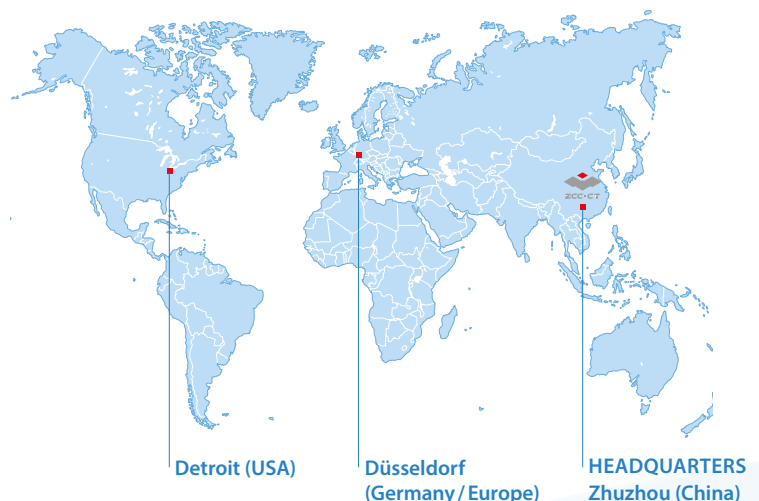 ZCC·CT
Detroit (USA)
Düsseldorf
(Germany / Europe)
HEADQUARTERS
Zhuzhou (China)